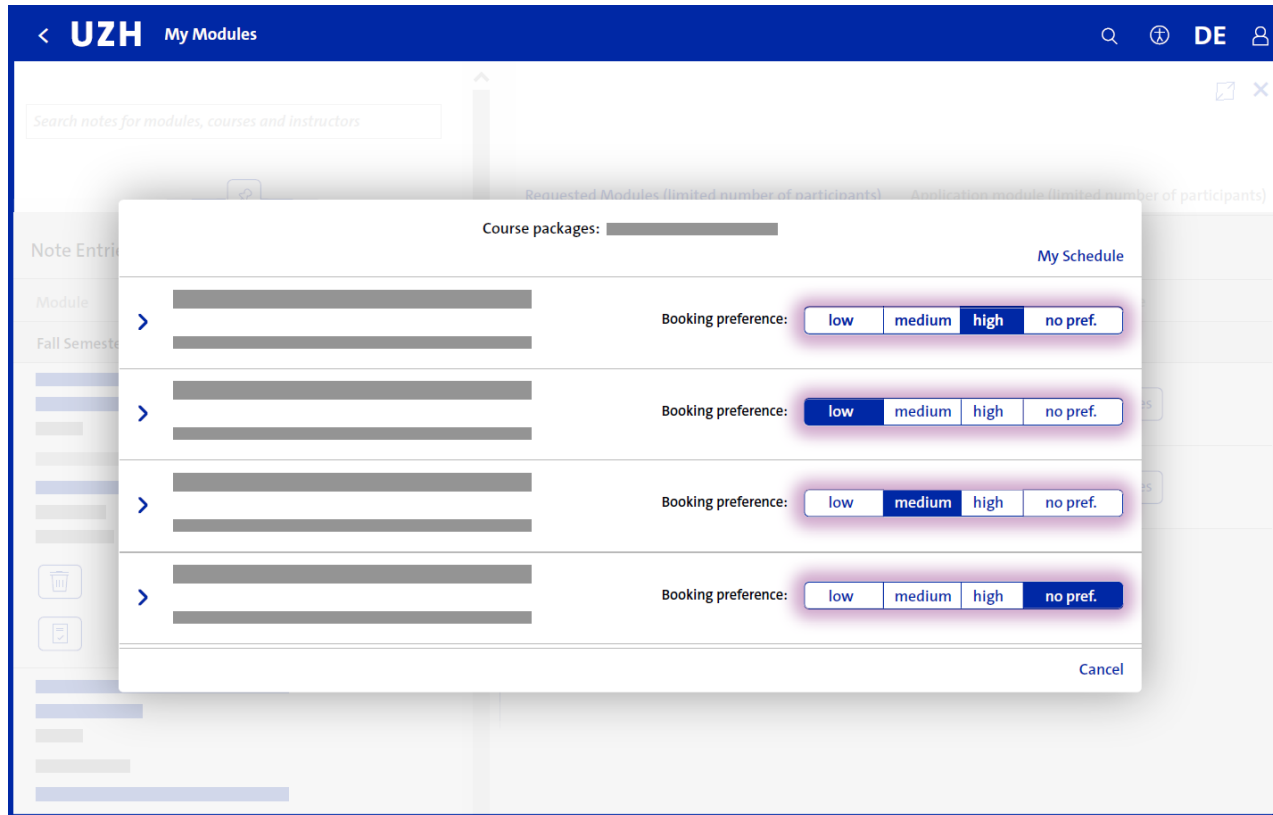 UZH My Modules DE
Search notes for modules, courses and instructors
Requested Modules (limited number of participants) Application module (limited number of participants)
Course packages:
My Schedule
Note Entrie
Module
Fall Semeste
Booking preference: low medium high no pref.
Booking preference: low medium high no pref.
Booking preference: low medium high no pref.
Booking preference: low medium high no pref.
es
es
Cancel